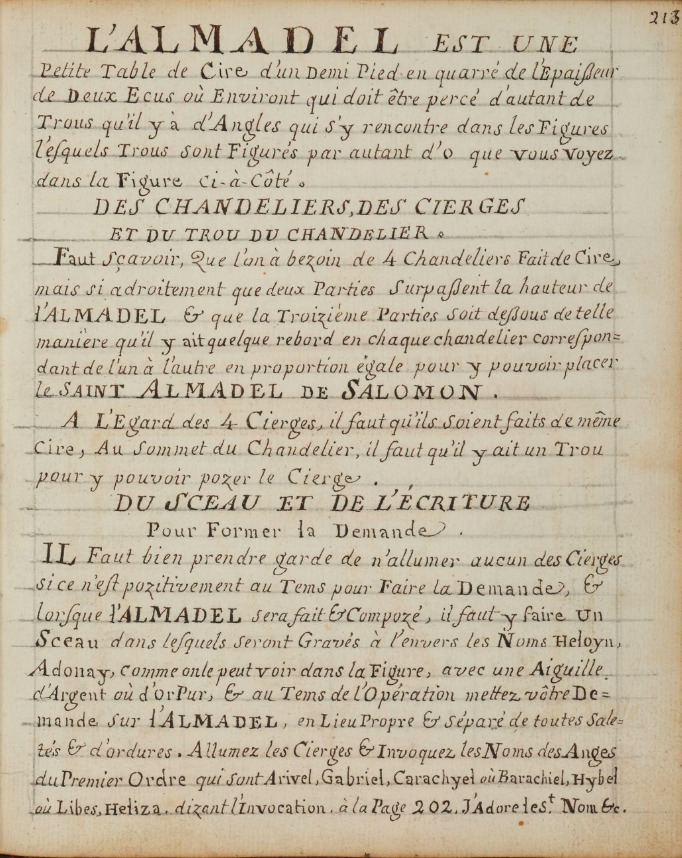 213
L'ALMADEL EST UNE
Petite Table de Cire d'un Demi Pied en quarré de l'Epaißeur
de Deux Ecus où Environt qui doit être percé d'autant de
Trous qu'il y à d'Angles qui s'y rencontre dans les Figures
l'esquels Trous sont Figurés par autant d'o que vous voyez
dans la Figure ci-à-Côté.
DES CHANDELIERS, DES CIERGES
ET DU TROU DU CHANDELIER.
Faut sçavoir, Que l'on à bezoin de 4 Chandeliers Fait de Cire,
mais si adroitement que deux Parties surpaßent la hauteur de
l'ALMADEL & que la Troizième Parties soit deßous de telle
manière qu'il y ait quelque rebord en chaque chandelier correspon=
dant de l'un à l'autre en proportion égale pour y pouvoir placer
le SAINT ALMADEL DE SALOMON.
A L'Egard des 4 Cierges, il faut qu'ils soient faits de même
Cire, Au sommet du Chandelier, il faut qu'il y ait un Trou
pour y pouvoir pozer le Cierge.
DU SCEAU ET DE L'ÉCRITURE
Pour Former la Demande.
IL Faut bien prendre garde de n'allumer aucun des Cierges
si ce n'est pozitivement au Tems pour Faire la Demande, &
lorsque l'ALMADEL sera fait & Compozé, il faut y faire un
Sceau dans lesquels seront Gravés à l'envers les Noms Heloyn,
Adonay, comme on le peut voir dans la Figure, avec une Aiguille
d'Argent où d'or Pur, & au Tems de l'Opération mettez vôtre De=
mande sur l'ALMADEL, en Lieu Propre & séparé de toutes sale=
tés & d'ordures. Allumez les Cierges & Invoquez les Noms des Anges
du Premier Ordre qui sont Arivel, Gabriel, Carachyel où Barachiel, Hybel
où Libes, Heliza. dizant l'Invocation. à la Page 202. J'Adore le st. Nom &c.